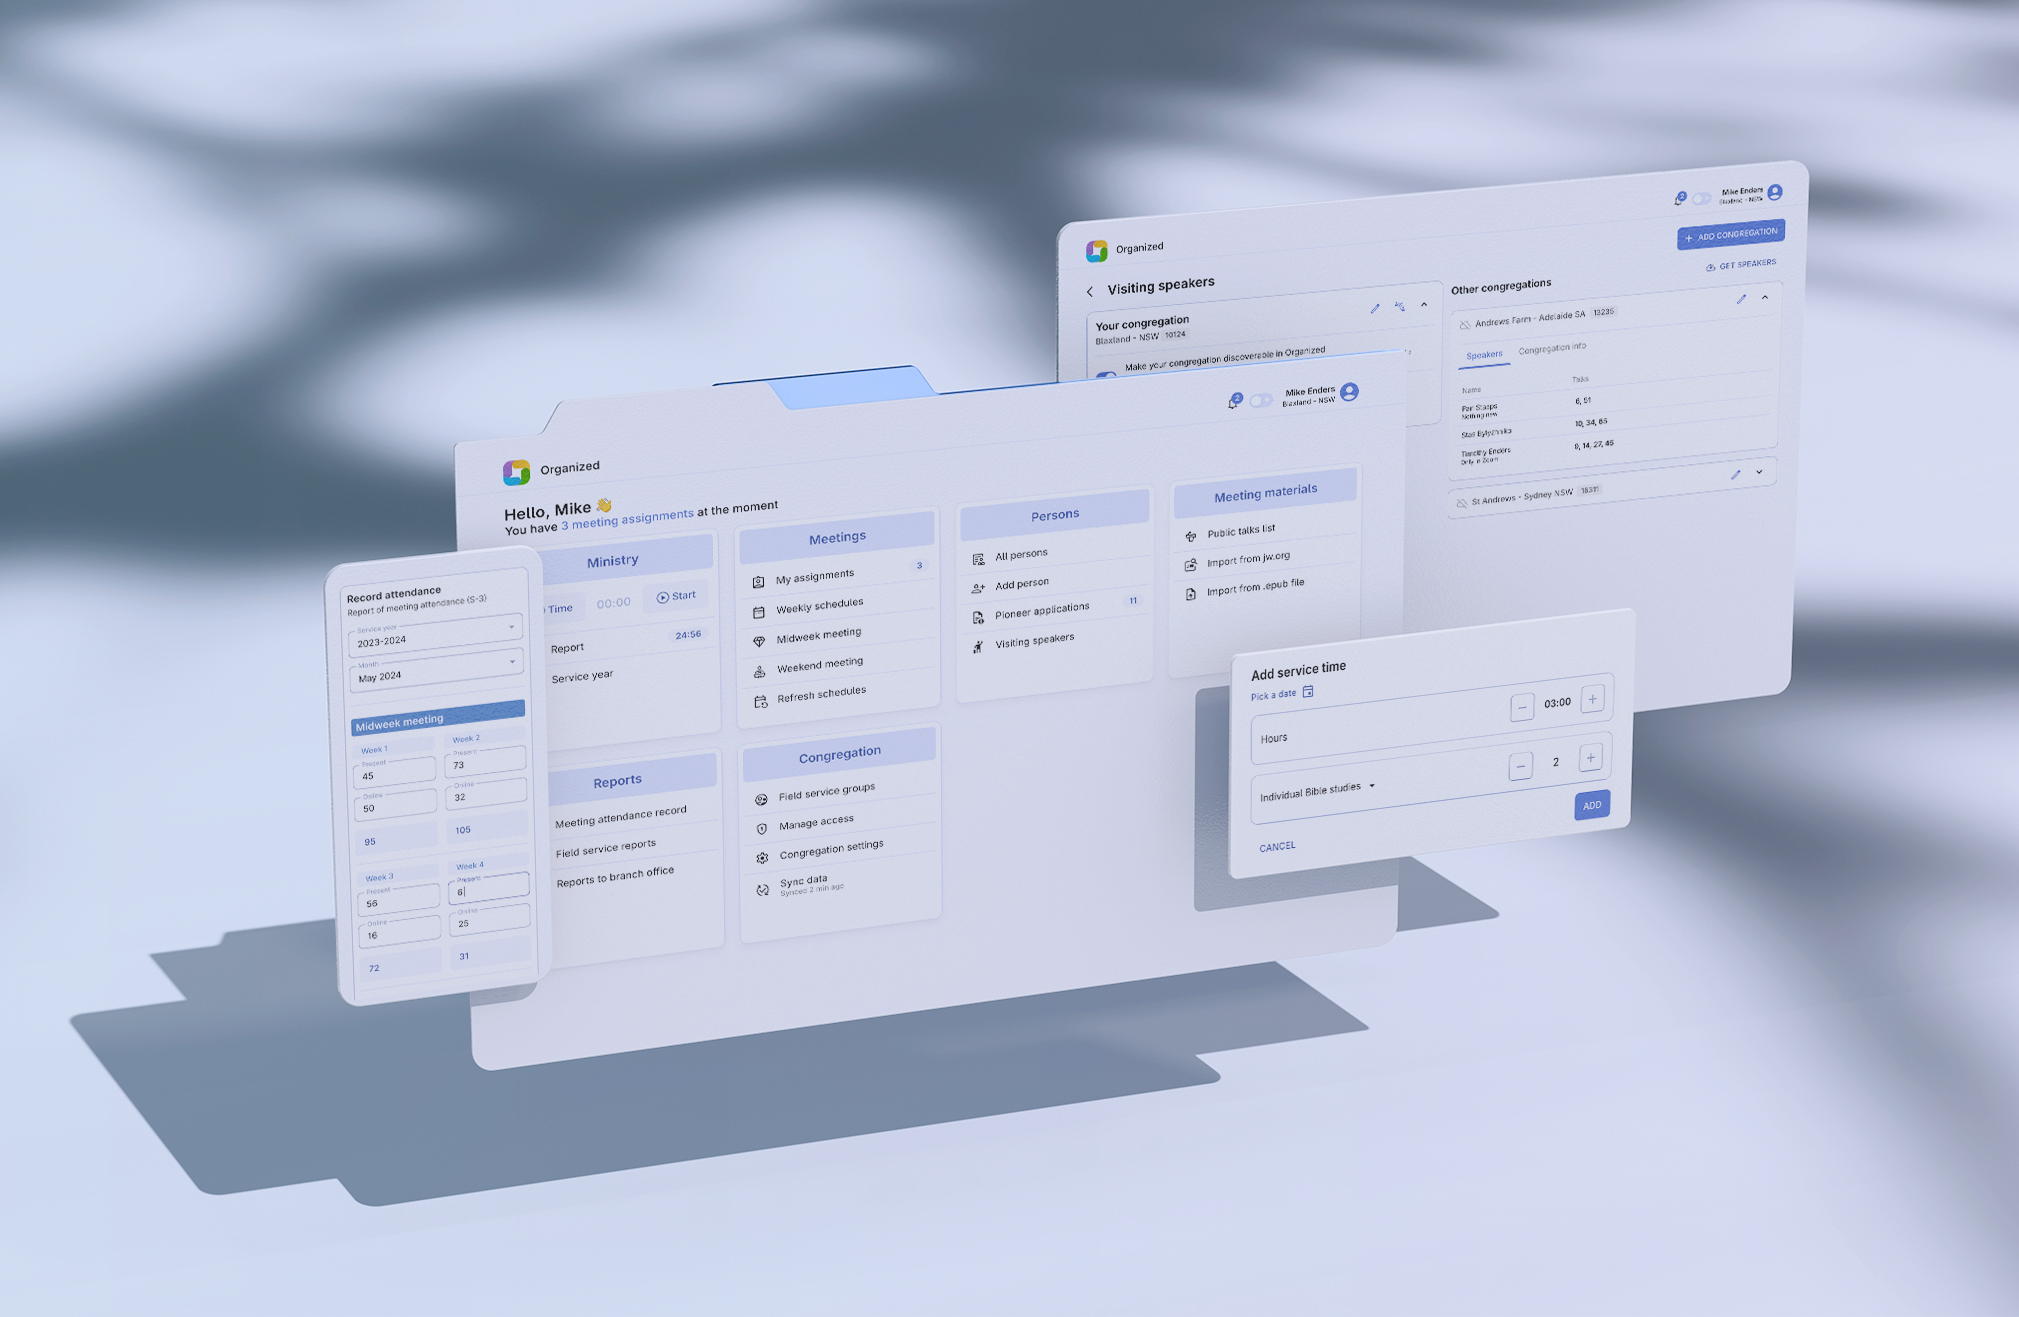 Organized
Mike Enders
Blaxland - NSW
2
ADD CONGREGATION
GET SPEAKERS
Visiting speakers
Your congregation
Blaxland - NSW 10124
Make your congregation discoverable in Organized
Other congregations
Andrews Farm - Adelaide SA 13235
Speakers
Congregation info
Name
Talks
Nothing new
6, 51
10, 34, 65
Timothy Enders
Only in Zoom
9, 14, 27, 45
St Andrews - Sydney NSW 18311
Organized
2
Mike Enders
Blaxland - NSW
Hello, Mike 👋
You have 3 meeting assignments at the moment
Ministry
Time
00:00
Start
Report
24:56
Service year
Meetings
My assignments
3
Weekly schedules
Midweek meeting
Weekend meeting
Refresh schedules
Persons
All persons
Add person
Pioneer applications
11
Visiting speakers
Meeting materials
Public talks list
Import from jw.org
Import from .epub file
Reports
Meeting attendance record
Field service reports
Reports to branch office
Congregation
Field service groups
Manage access
Congregation settings
Sync data
Synced 2 min ago
Record attendance
Report of meeting attendance (S-3)
Service year
2023-2024
Month
May 2024
Midweek meeting
Week 1
Week 2
Present
45
Present
73
Online
50
Online
32
95
105
Week 3
Week 4
Present
56
Present
6
Online
16
Online
25
72
31
Add service time
Pick a date
Hours
03:00
Individual Bible studies
2
CANCEL
ADD